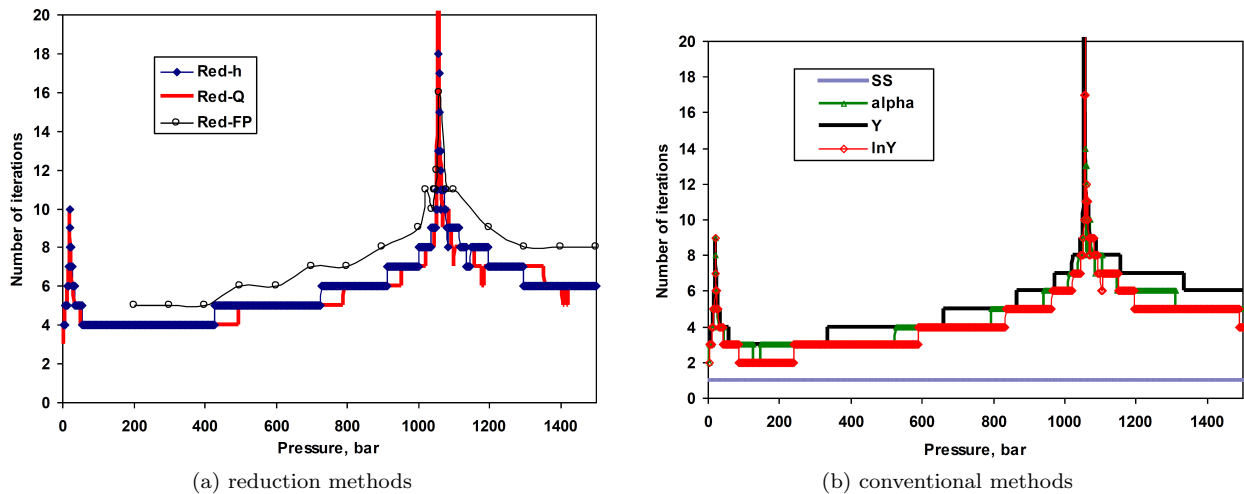 20
18
16
14
12
10
8
6
4
2
0
Number of iterations
Red-h
Red-Q
Red-FP
0 200 400 600 800 1000 1200 1400
Pressure, bar
(a) reduction methods
20
18
16
14
12
10
8
6
4
2
0
Number of iterations
SS
alpha
Y
lnY
0 200 400 600 800 1000 1200 1400
Pressure, bar
(b) conventional methods